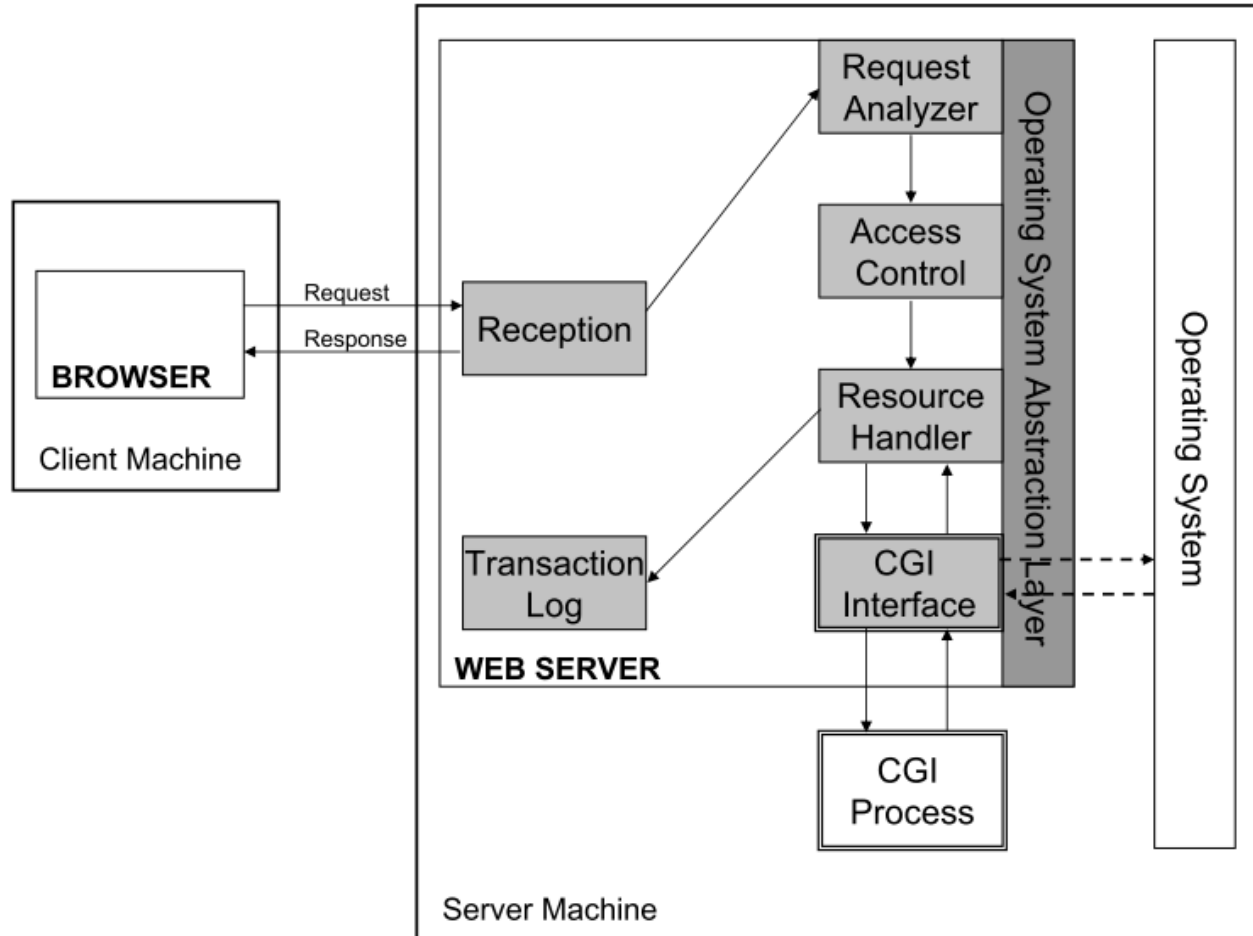 Request
Analyzer
Access
Control
Request
Reception
Response
BROWSER
Client Machine
Resource
Handler
Transaction
Log
CGI
Interface
WEB SERVER
CGI
Process
Server Machine
Operating System Abstraction Layer
Operating System